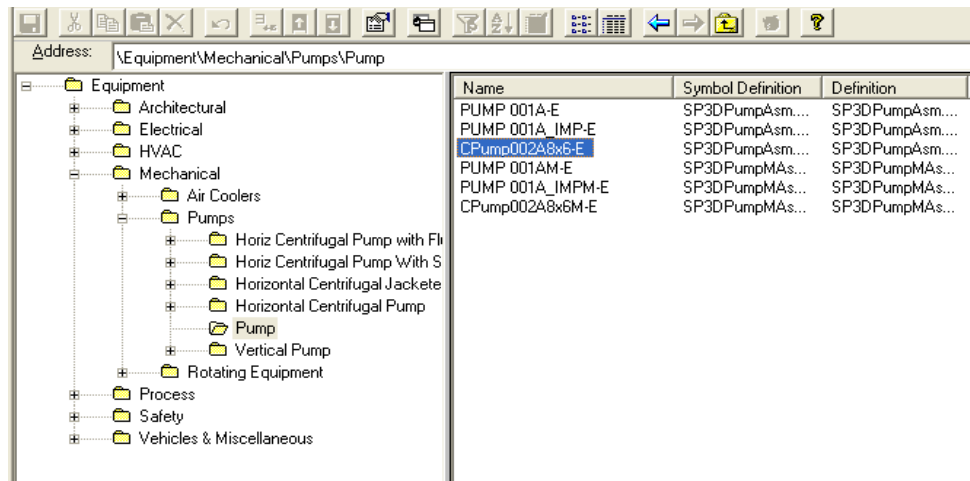 Address: \Equipment\Mechanical\Pumps\Pump
Equipment
Architectural
Electrical
HVAC
Mechanical
Air Coolers
Pumps
Horiz Centrifugal Pump with Fl
Horiz Centrifugal Pump With S
Horizontal Centrifugal Jackete
Horizontal Centrifugal Pump
Pump
Vertical Pump
Rotating Equipment
Process
Safety
Vehicles & Miscellaneous
Name Symbol Definition Definition
PUMP 001A-E SP3DPumpAsm.... SP3DPumpAsm....
PUMP 001A_IMP-E SP3DPumpAsm.... SP3DPumpAsm....
CPump002A8x6-E SP3DPumpAsm.... SP3DPumpAsm....
PUMP 001AM-E SP3DPumpMAs... SP3DPumpMAs...
PUMP 001A_IMPM-E SP3DPumpMAs... SP3DPumpMAs...
CPump002A8x6M-E SP3DPumpMAs... SP3DPumpMAs...